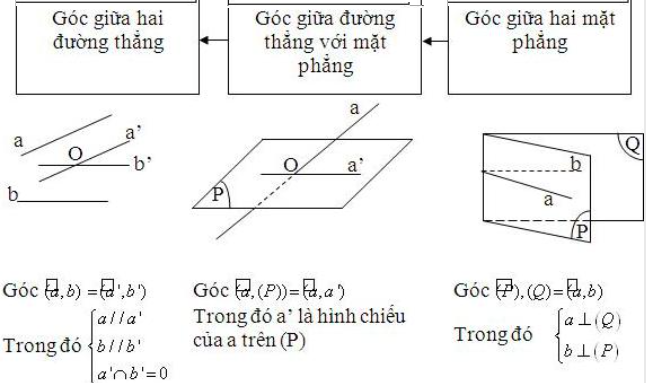 Góc giữa hai
đường thẳng
Góc giữa đường
thẳng với mặt
phẳng
Góc giữa hai mặt
phẳng
a
a'
O
b'
b
a
O
a'
P
Q
b
a
P
Góc (a,b) = (a',b')
Trong đó { a//a'
b//b'
a'∩b'=0
Góc (a,(P))=(a,a')
Trong đó a' là hình chiếu
của a trên (P)
Góc (P),(Q)=(a,b)
Trong đó { a⊥(Q)
b⊥(P)